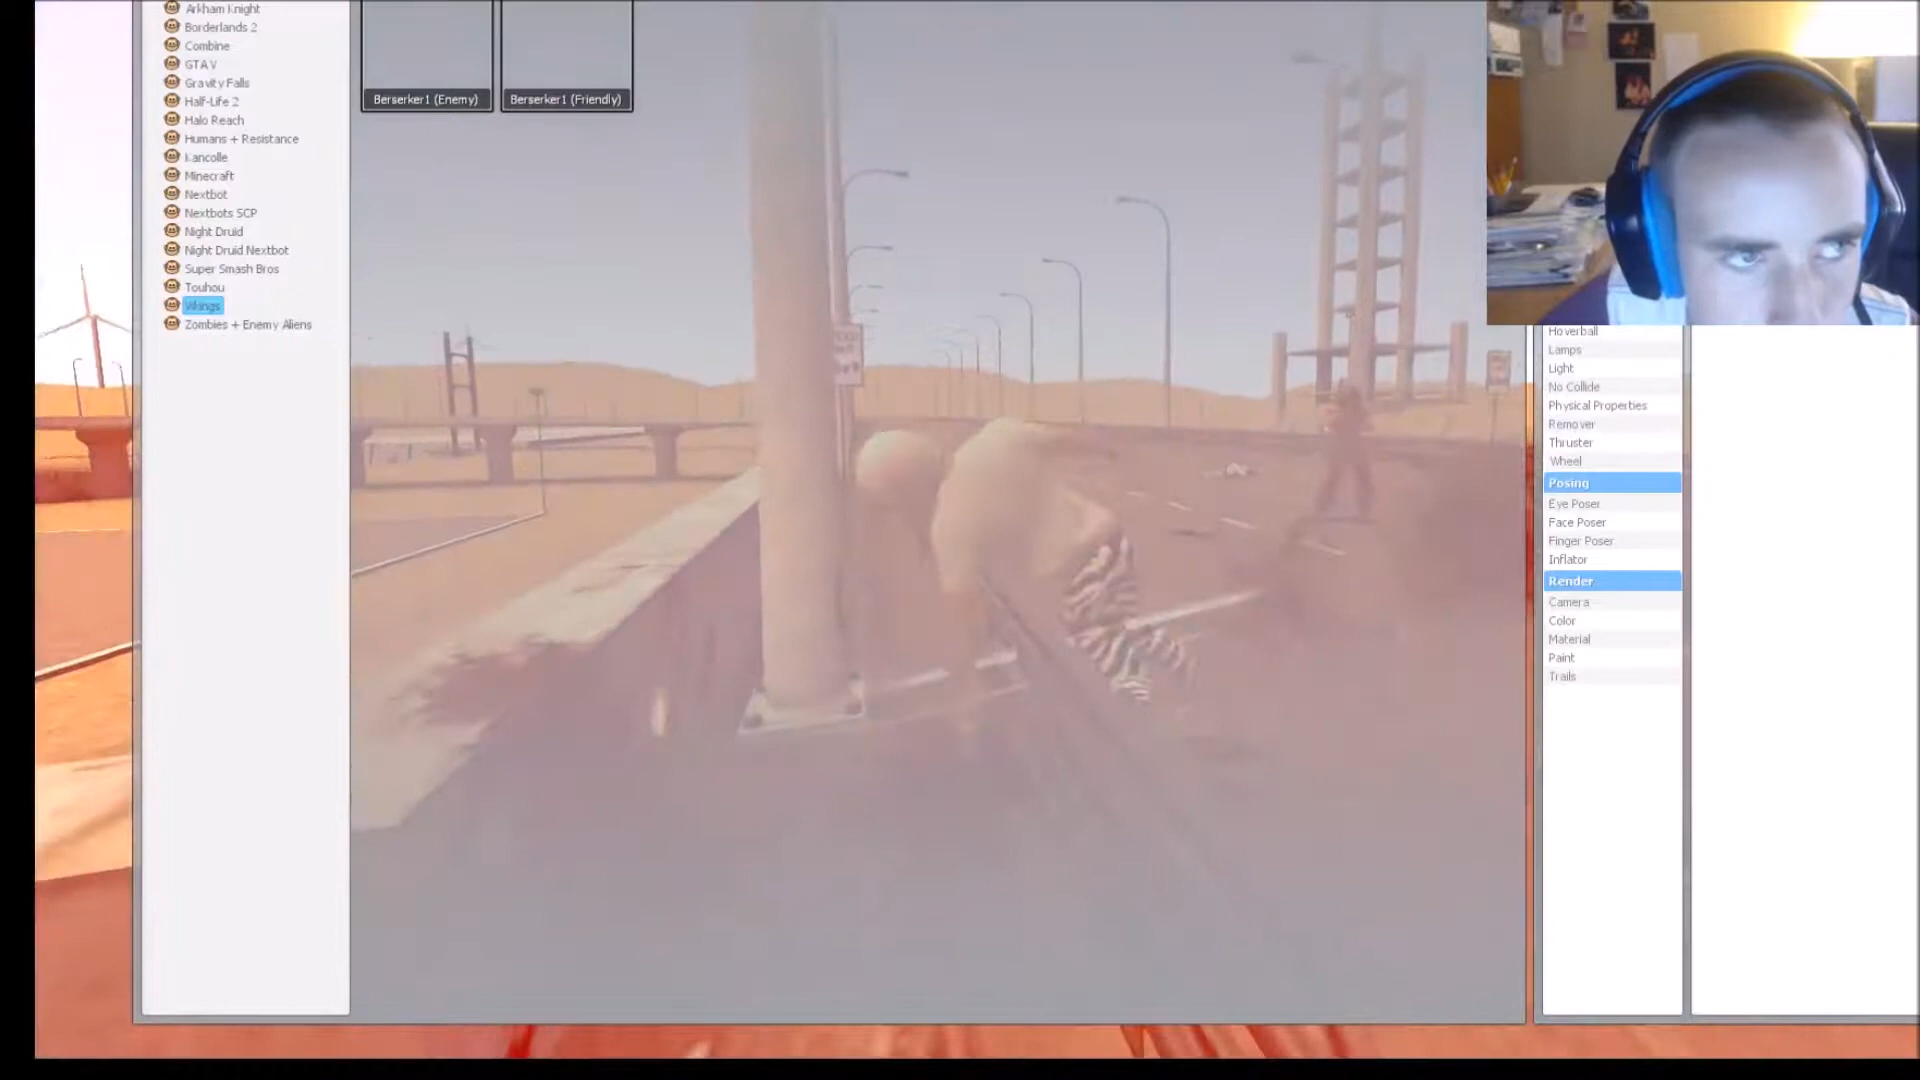 Arkham Knight
Borderlands 2
Combine
GTA V
Gravity Falls
Half-Life 2
Halo Reach
Humans + Resistance
Kancolle
Minecraft
Nextbot
Nextbots SCP
Night Druid
Night Druid Nextbot
Super Smash Bros
Touhou
Vikings
Zombies + Enemy Aliens
Berserker1 (Enemy)
Berserker1 (Friendly)
Hoverball
Lamps
Light
No Collide
Physical Properties
Remover
Thruster
Wheel
Posing
Eye Poser
Face Poser
Finger Poser
Inflator
Render
Camera
Color
Material
Paint
Trails